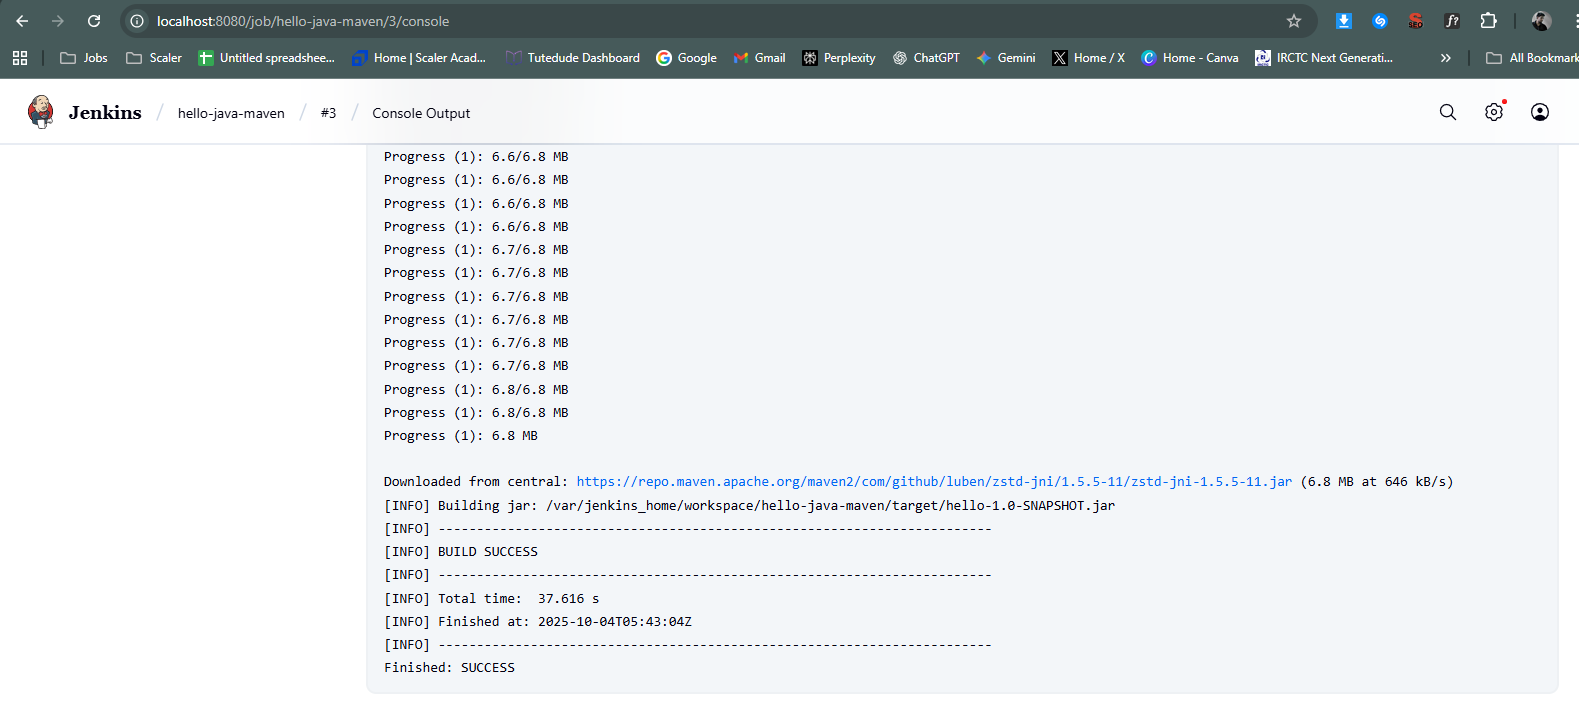 localhost:8080/job/hello-java-maven/3/console
SEO
f?
Jobs
Scaler
Untitled spreadshee...
Home | Scaler Acad...
Tutedude Dashboard
Google
Gmail
Perplexity
ChatGPT
Gemini
Home / X
Home - Canva
IRCTC Next Generati...
»
All Bookmark
Jenkins / hello-java-maven / #3 / Console Output
Progress (1): 6.6/6.8 MB
Progress (1): 6.6/6.8 MB
Progress (1): 6.6/6.8 MB
Progress (1): 6.6/6.8 MB
Progress (1): 6.7/6.8 MB
Progress (1): 6.7/6.8 MB
Progress (1): 6.7/6.8 MB
Progress (1): 6.7/6.8 MB
Progress (1): 6.7/6.8 MB
Progress (1): 6.7/6.8 MB
Progress (1): 6.8/6.8 MB
Progress (1): 6.8/6.8 MB
Progress (1): 6.8 MB
Downloaded from central: https://repo.maven.apache.org/maven2/com/github/luben/zstd-jni/1.5.5-11/zstd-jni-1.5.5-11.jar (6.8 MB at 646 kB/s)
[INFO] Building jar: /var/jenkins_home/workspace/hello-java-maven/target/hello-1.0-SNAPSHOT.jar
[INFO] ------------------------------------------------------------------------
[INFO] BUILD SUCCESS
[INFO] ------------------------------------------------------------------------
[INFO] Total time:  37.616 s
[INFO] Finished at: 2025-10-04T05:43:04Z
[INFO] ------------------------------------------------------------------------
Finished: SUCCESS